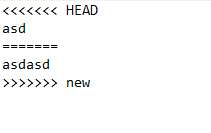 <<<<<<< HEAD
asd
=======
asdasd
>>>>>>> new